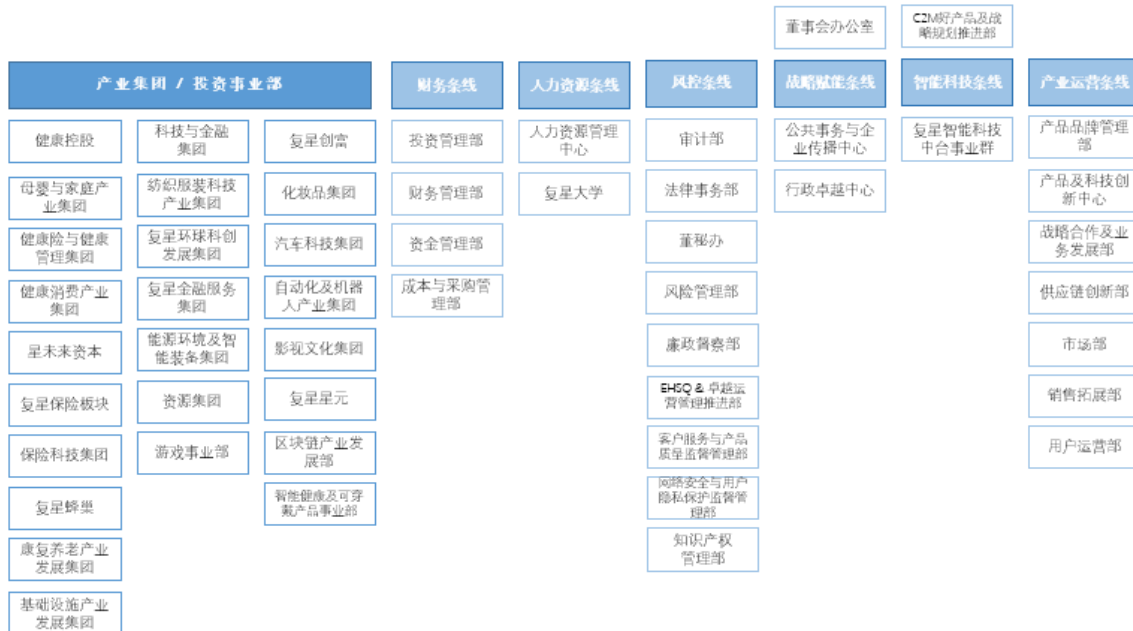 董事会办公室
C2M好产品及战
略规划推进部
产业集团 / 投资事业部
财务条线
人力资源条线
风控条线
战略赋能条线
智能科技条线
产业运营条线
健康控股
母婴与家庭产
业集团
健康险与健康
管理集团
健康消费产业
集团
星未来资本
复星保险板块
保险科技集团
复星蜂巢
康复养老产业
发展集团
基础设施产业
发展集团
科技与金融
集团
纺织服装科技
产业集团
复星环球科创
发展集团
复星金融服务
集团
能源环境及智
能装备集团
资源集团
游戏事业部
复星创富
化妆品集团
汽车科技集团
自动化及机器
人产业集团
影视文化集团
复星星元
区块链产业发
展部
智能健康及可穿
戴产品事业部
投资管理部
财务管理部
资金管理部
成本与采购管
理部
人力资源管理
中心
复星大学
审计部
法律事务部
董秘办
风险管理部
廉政督察部
EHSQ & 卓越运
营管理推进部
客户服务与产品
质量监督管理部
网络安全与用户
隐私保护监督管
理部
知识产权
管理部
公共事务与企
业传播中心
行政卓越中心
复星智能科技
中台事业群
产品品牌管理
部
产品及科技创
新中心
战略合作及业
务发展部
供应链创新部
市场部
销售拓展部
用户运营部